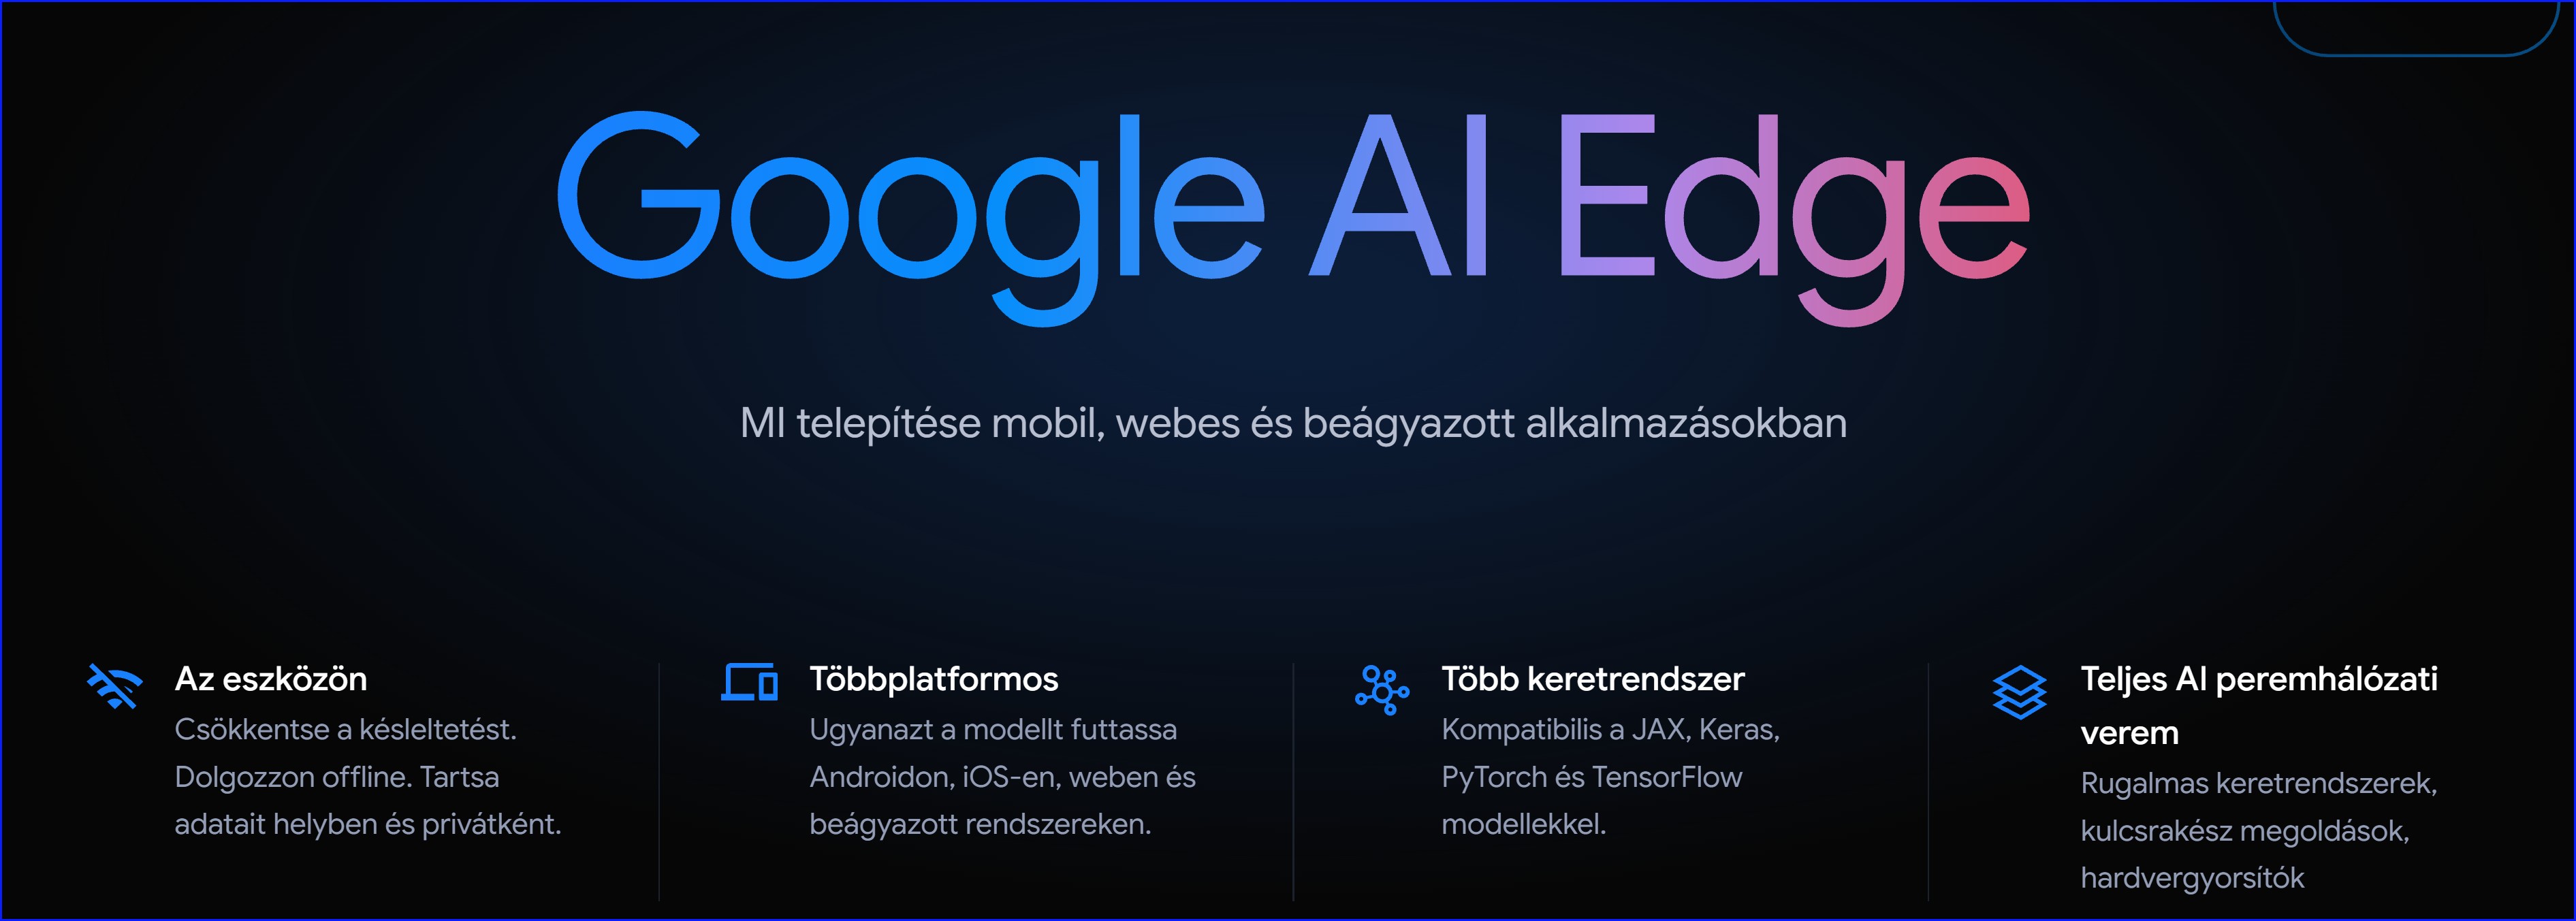 Google AI Edge
MI telepítése mobil, webes és beágyazott alkalmazásokban
Az eszközön
Csökkentse a késleltetést.
Dolgozzon offline. Tartsa
adatait helyben és privátként.
Többplatformos
Ugyanazt a modellt futtassa
Androidon, iOS-en, weben és
beágyazott rendszereken.
Több keretrendszer
Kompatibilis a JAX, Keras,
PyTorch és TensorFlow
modellekkel.
Teljes AI peremhálózati
verem
Rugalmas keretrendszerek,
kulcsrakész megoldások,
hardvergyorsítók